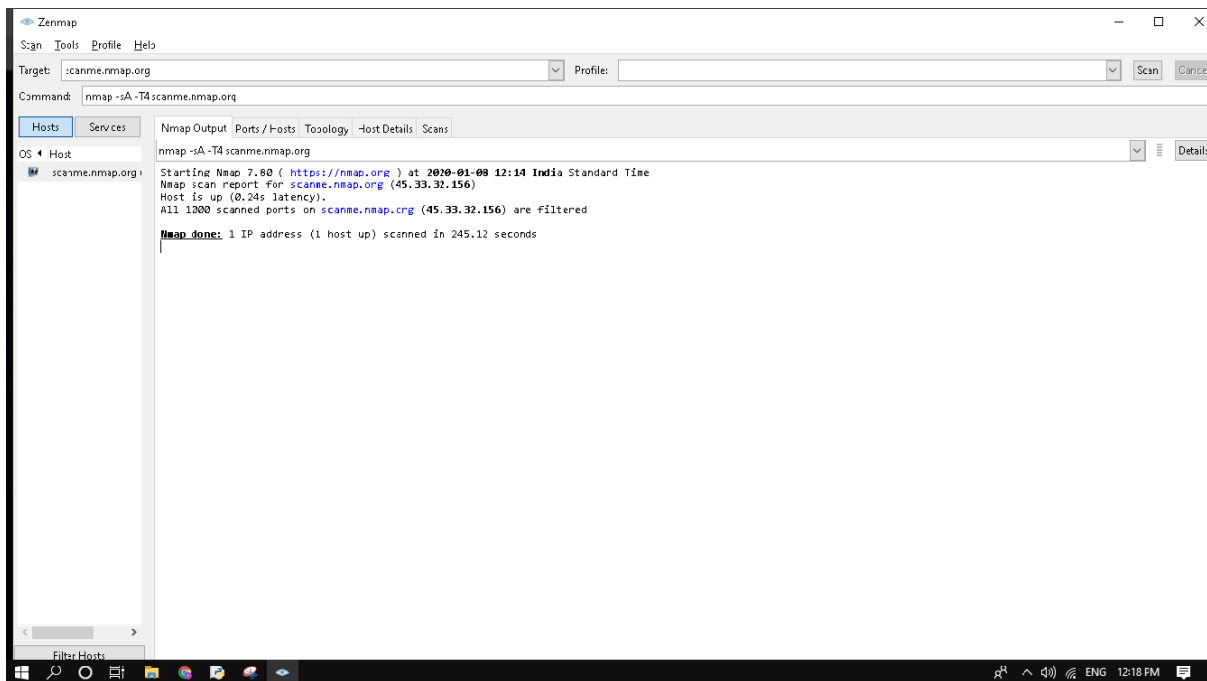 Zenmap
Scan Tools Profile Help
Target: scanme.nmap.org Profile: Scan Cancel
Command: nmap -sA -T4 scanme.nmap.org
Hosts Services Nmap Output Ports / Hosts Topology Host Details Scans
OS Host nmap -sA -T4 scanme.nmap.org Details
scanme.nmap.org
Starting Nmap 7.80 ( https://nmap.org ) at 2020-01-08 12:14 India Standard Time
Nmap scan report for scanme.nmap.org (45.33.32.156)
Host is up (0.24s latency).
All 1000 scanned ports on scanme.nmap.org (45.33.32.156) are filtered
Nmap done: 1 IP address (1 host up) scanned in 245.12 seconds
Filter Hosts
ENG 12:18 PM